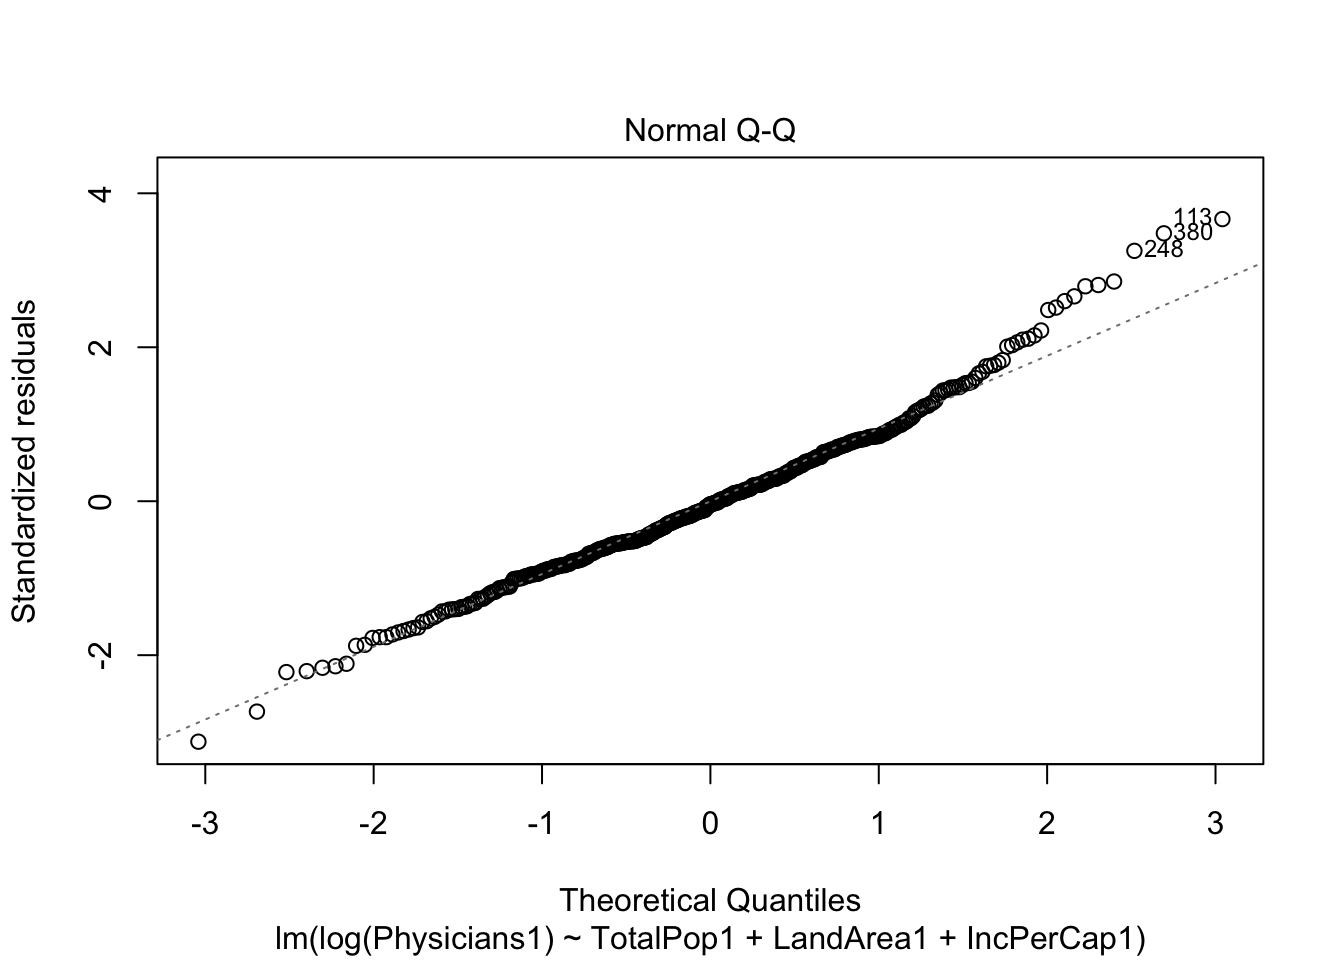 Normal Q-Q
Standardized residuals
4
2
0
-2
113
380
248
-3 -2 -1 0 1 2 3
Theoretical Quantiles
lm(log(Physicians1) ~ TotalPop1 + LandArea1 + IncPerCap1)